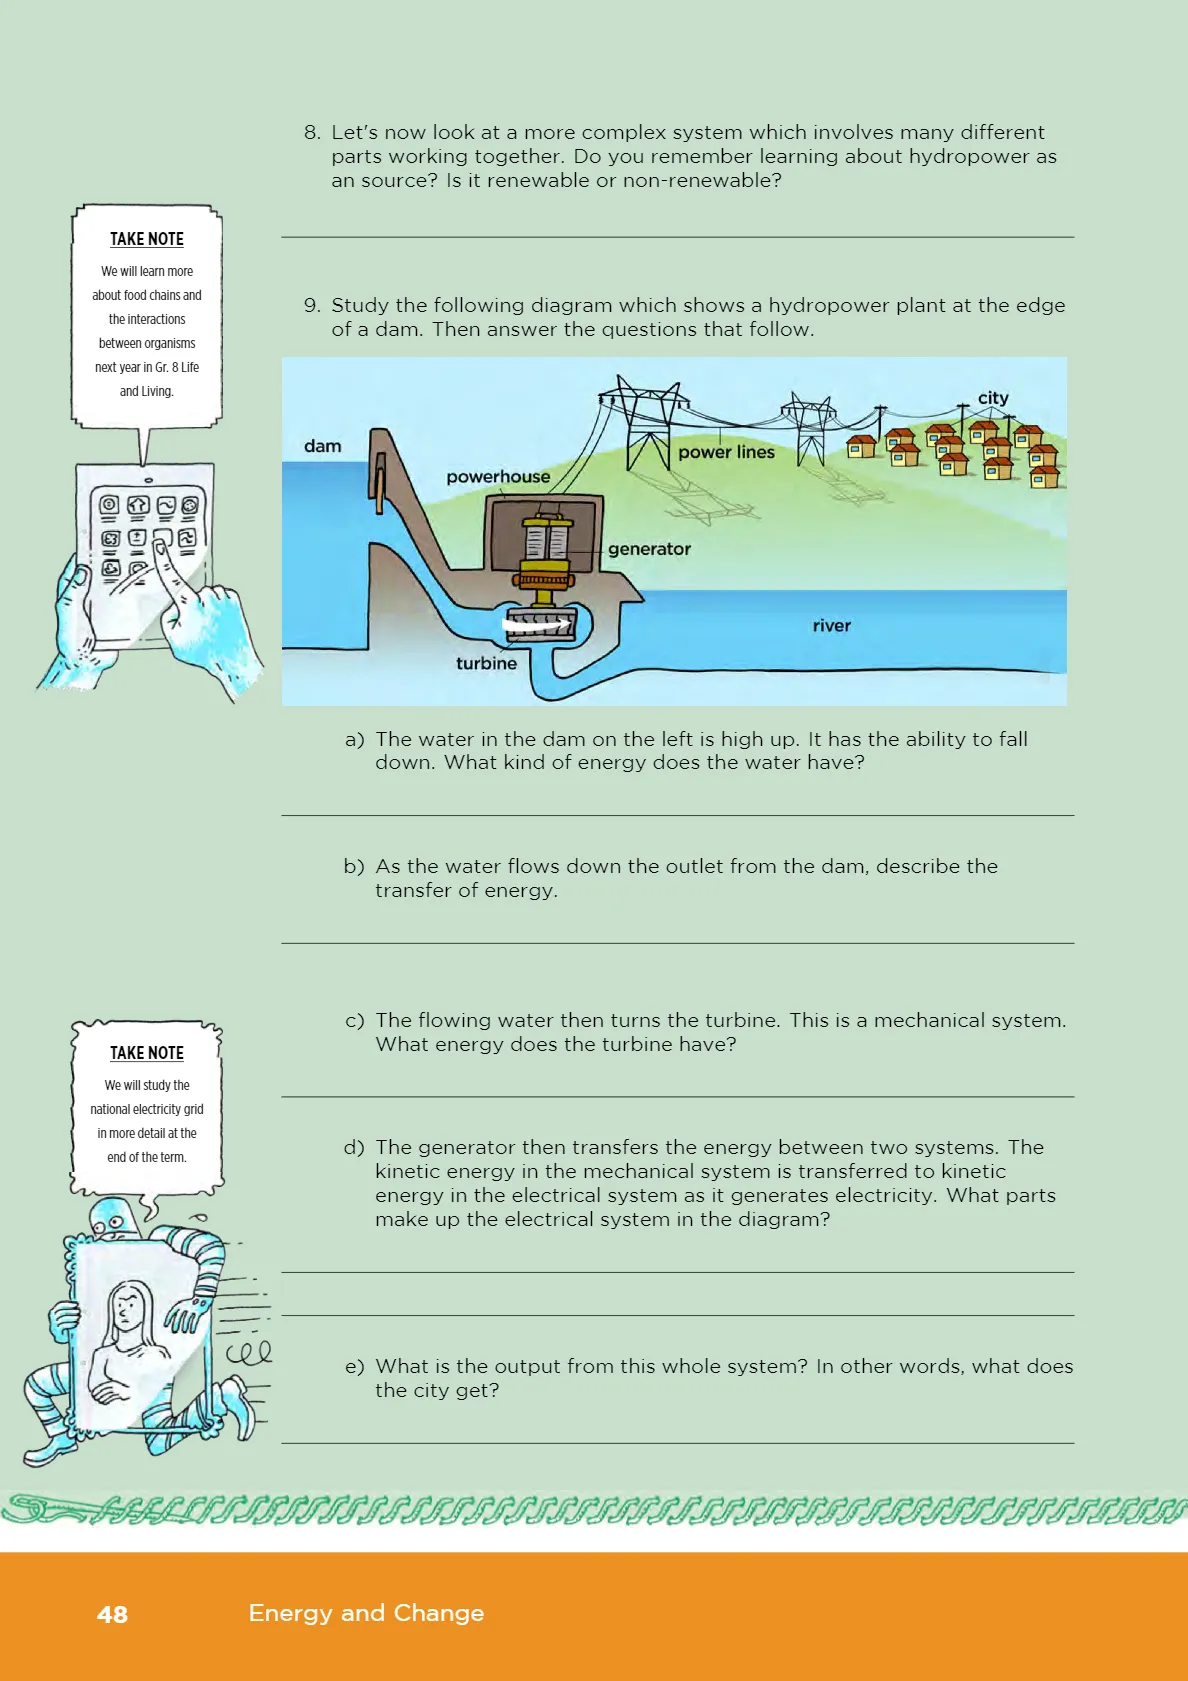 8. Let's now look at a more complex system which involves many different
parts working together. Do you remember learning about hydropower as
an source? Is it renewable or non-renewable?
TAKE NOTE
We will learn more
about food chains and
the interactions
between organisms
next year in Gr. 8 Life
and Living.
9. Study the following diagram which shows a hydropower plant at the edge
of a dam. Then answer the questions that follow.
city
dam
power lines
powerhouse
generator
river
turbine
a) The water in the dam on the left is high up. It has the ability to fall
down. What kind of energy does the water have?
b) As the water flows down the outlet from the dam, describe the
transfer of energy.
c) The flowing water then turns the turbine. This is a mechanical system.
What energy does the turbine have?
TAKE NOTE
We will study the
national electricity grid
in more detail at the
end of the term.
d) The generator then transfers the energy between two systems. The
kinetic energy in the mechanical system is transferred to kinetic
energy in the electrical system as it generates electricity. What parts
make up the electrical system in the diagram?
e) What is the output from this whole system? In other words, what does
the city get?
48 Energy and Change